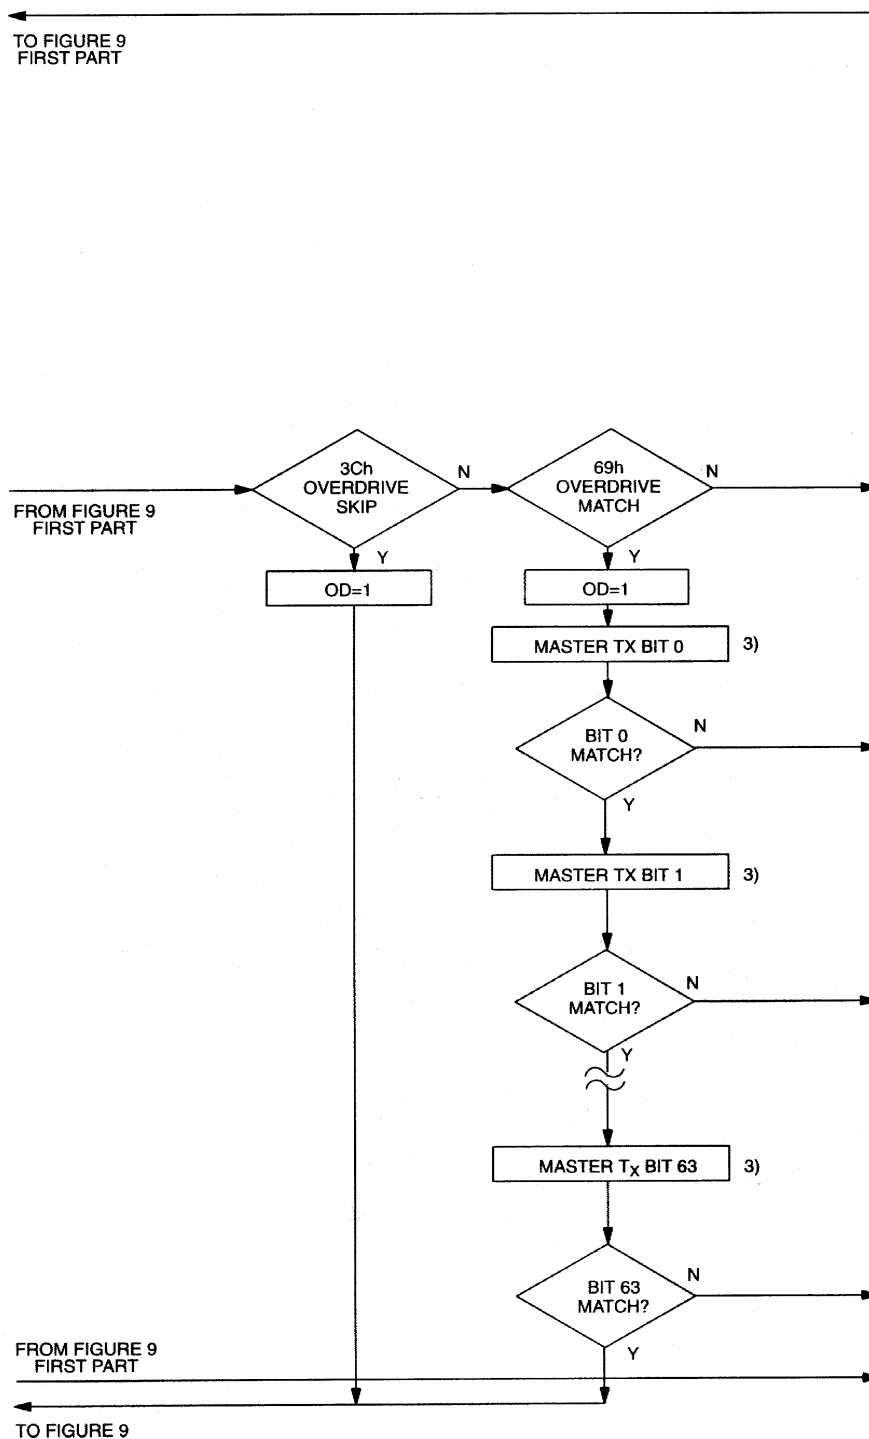 TO FIGURE 9
FIRST PART
3Ch
OVERDRIVE
SKIP
N
69h
OVERDRIVE
MATCH
N
FROM FIGURE 9
FIRST PART
Y
Y
OD=1
OD=1
MASTER TX BIT 0
3)
BIT 0
MATCH?
N
Y
MASTER TX BIT 1
3)
BIT 1
MATCH?
N
Y
MASTER TX BIT 63
3)
BIT 63
MATCH?
N
Y
FROM FIGURE 9
FIRST PART
TO FIGURE 9